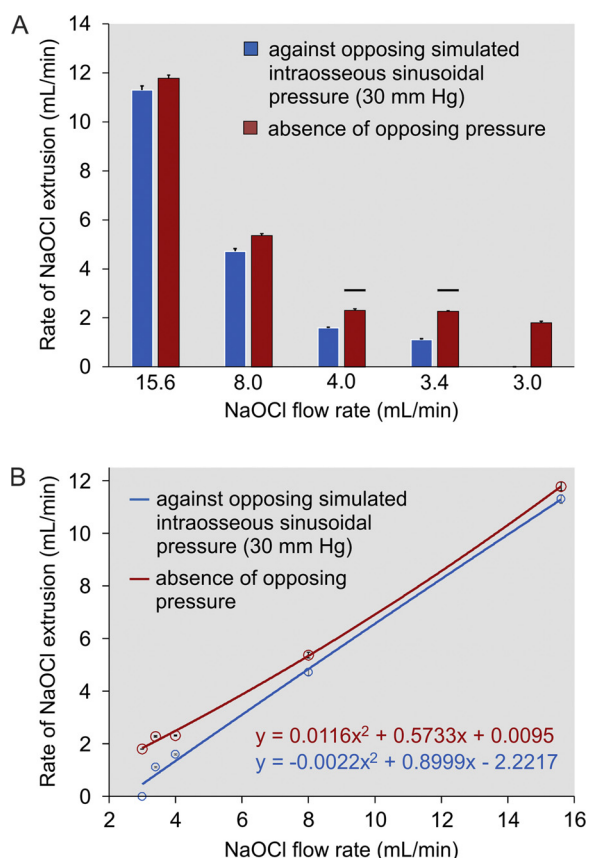 A
Rate of NaOCl extrusion (mL/min)
14
12
10
8
6
4
2
0
against opposing simulated
intraosseous sinusoidal
pressure (30 mm Hg)
absence of opposing pressure
15.6 8.0 4.0 3.4 3.0
NaOCl flow rate (mL/min)
B
Rate of NaOCl extrusion (mL/min)
12
10
8
6
4
2
0
against opposing simulated
intraosseous sinusoidal
pressure (30 mm Hg)
absence of opposing
pressure
y = 0.0116x² + 0.5733x + 0.0095
y = -0.0022x² + 0.8999x - 2.2217
2 4 6 8 10 12 14 16
NaOCl flow rate (mL/min)